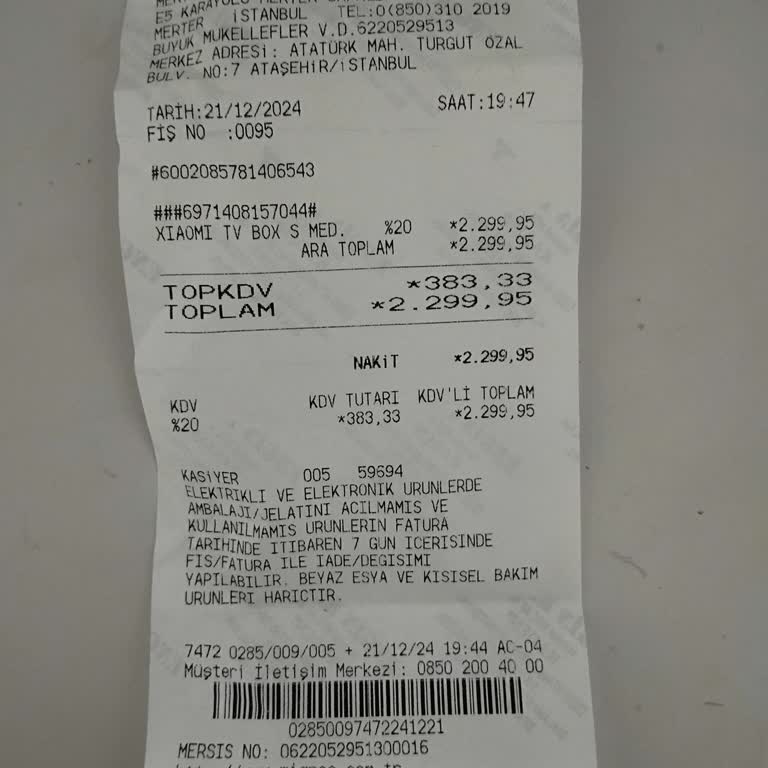 E5 KARAYOLU MERTER
MERTER İSTANBUL TEL:0(850)310 2019
BÜYÜK MÜKELLEFLER V.D.6220529513
MERKEZ ADRESİ: ATATÜRK MAH. TURGUT ÖZAL
BULV. NO:7 ATAŞEHİR/İSTANBUL
TARİH:21/12/2024 SAAT:19:47
FİŞ NO :0095
#6002085781406543
###6971408157044#
XIAOMI TV BOX S MED. %20 *2.299,95
ARA TOPLAM *2.299,95
TOPKDV *383,33
TOPLAM *2.299,95
NAKİT *2.299,95
KDV KDV TUTARI KDV'Lİ TOPLAM
%20 *383,33 *2.299,95
KASİYER 005 59694
ELEKTRIKLI VE ELEKTRONIK URUNLERDE
AMBALAJI/JELATINI ACILMAMIS VE
KULLANILMAMIS URUNLERIN FATURA
TARIHINDE ITIBAREN 7 GUN ICERISINDE
FIS/FATURA ILE IADE/DEGISIMI
YAPILABILIR. BEYAZ ESYA VE KISISEL BAKIM
URUNLERI HARICTIR.
7472 0285/009/005 + 21/12/24 19:44 AC-04
Müşteri İletişim Merkezi: 0850 200 40 00
02850097472241221
MERSIS NO: 0622052951300016